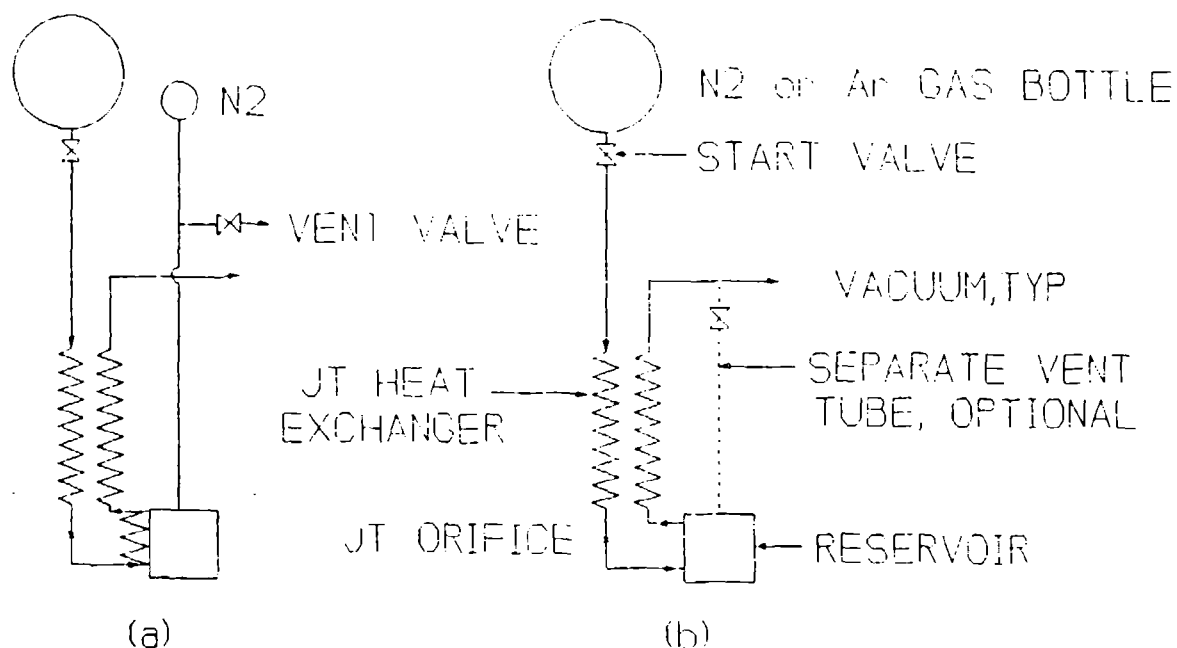 N2
VENT VALVE
(a)
N2 or Ar GAS BOTTLE
START VALVE
VACUUM,TYP
JT HEAT
EXCHANGER
SEPARATE VENT
TUBE, OPTIONAL
JT ORIFICE
RESERVOIR
(b)